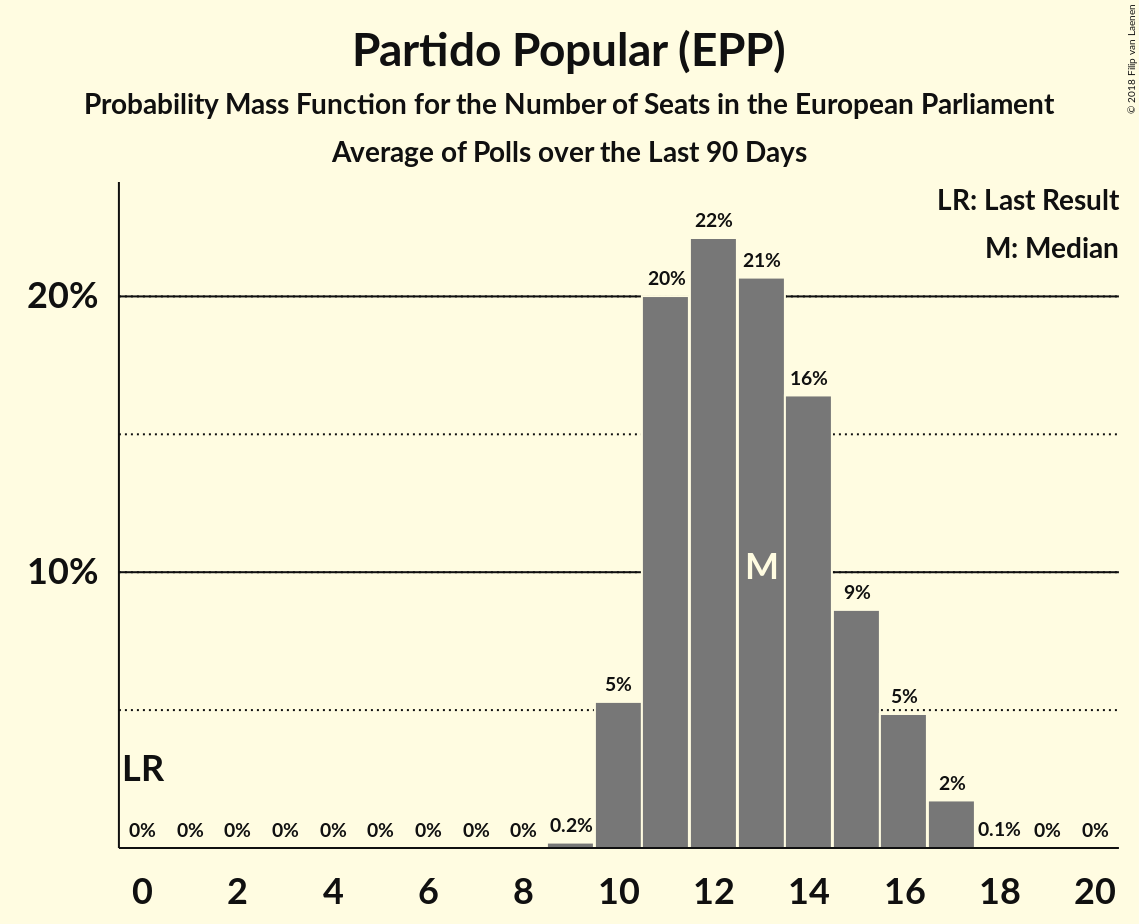 Partido Popular (EPP)
Probability Mass Function for the Number of Seats in the European Parliament
Average of Polls over the Last 90 Days
© 2018 Filip van Laenen
LR: Last Result
M: Median
22%
21%
20%
20%
16%
10%
M
9%
5%
5%
LR
2%
0% 0% 0% 0% 0% 0% 0% 0% 0% 0.2% 0.1% 0% 0%
0 2 4 6 8 10 12 14 16 18 20